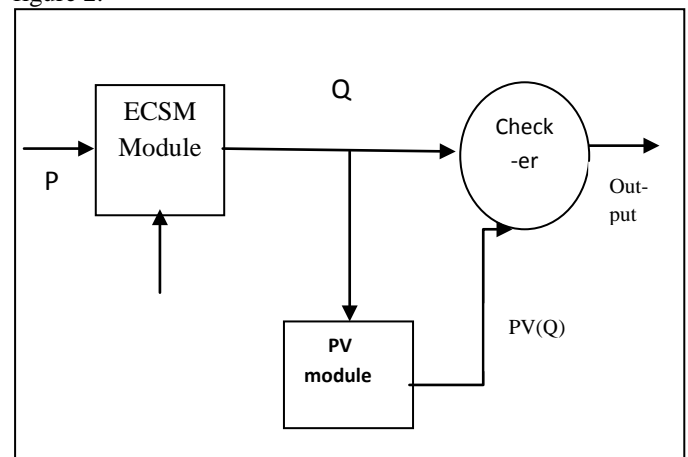 Q
ECSM
Module
P
Check
-er
Out-
put
PV
module
PV(Q)